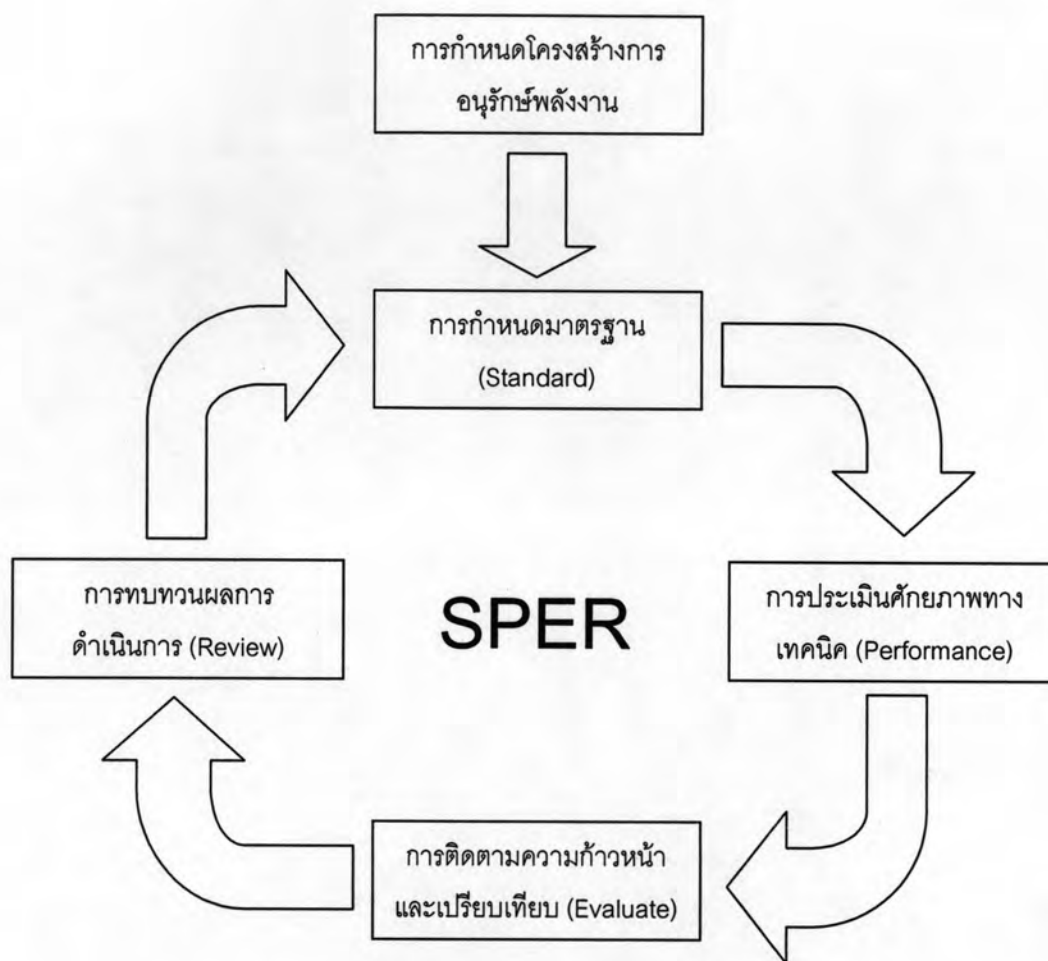 การกำหนดโครงสร้างการ
อนุรักษ์พลังงาน
การกำหนดมาตรฐาน
(Standard)
การทบทวนผลการ
ดำเนินการ (Review)
SPER
การประเมินศักยภาพทาง
เทคนิค (Performance)
การติดตามความก้าวหน้า
และเปรียบเทียบ (Evaluate)